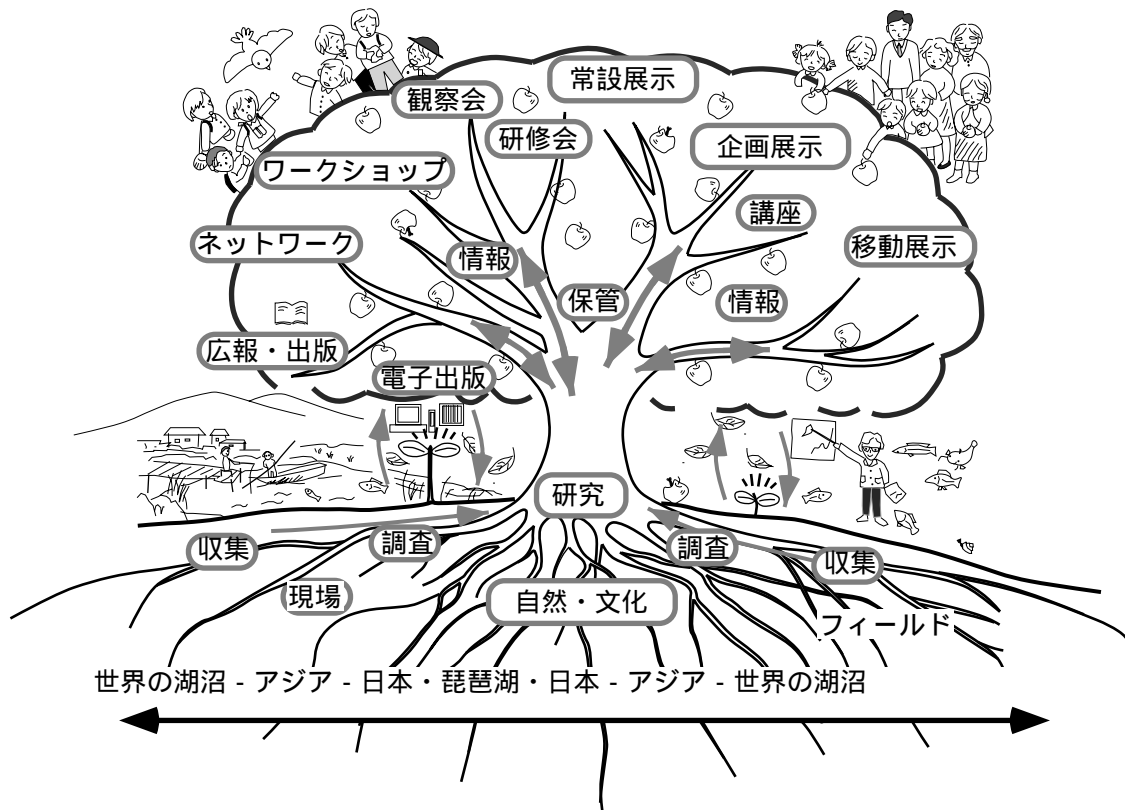 常設展示
観察会
研修会
企画展示
ワークショップ
講座
ネットワーク
情報
移動展示
保管
情報
広報・出版
電子出版
研究
収集
調査
調査
収集
現場
自然・文化
フィールド
世界の湖沼 - アジア - 日本・琵琶湖・日本 - アジア - 世界の湖沼